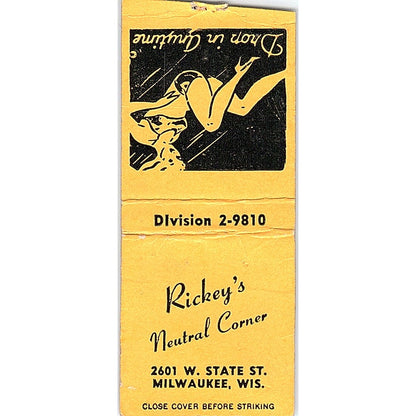 Drop in Anytime
DIvision 2-9810
Rickey's
Neutral Corner
2601 W. STATE ST.
MILWAUKEE, WIS.
CLOSE COVER BEFORE STRIKING